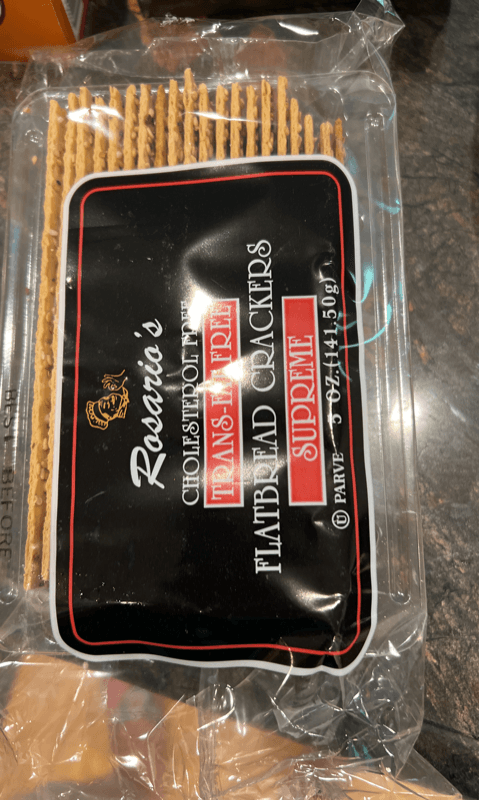 Rosario's
CHOLESTEROL FREE
TRANS-FAT FREE
FLATBREAD CRACKERS
SUPREME
Ⓤ PARVE 5 OZ.(141.50g)
BEST BEFORE